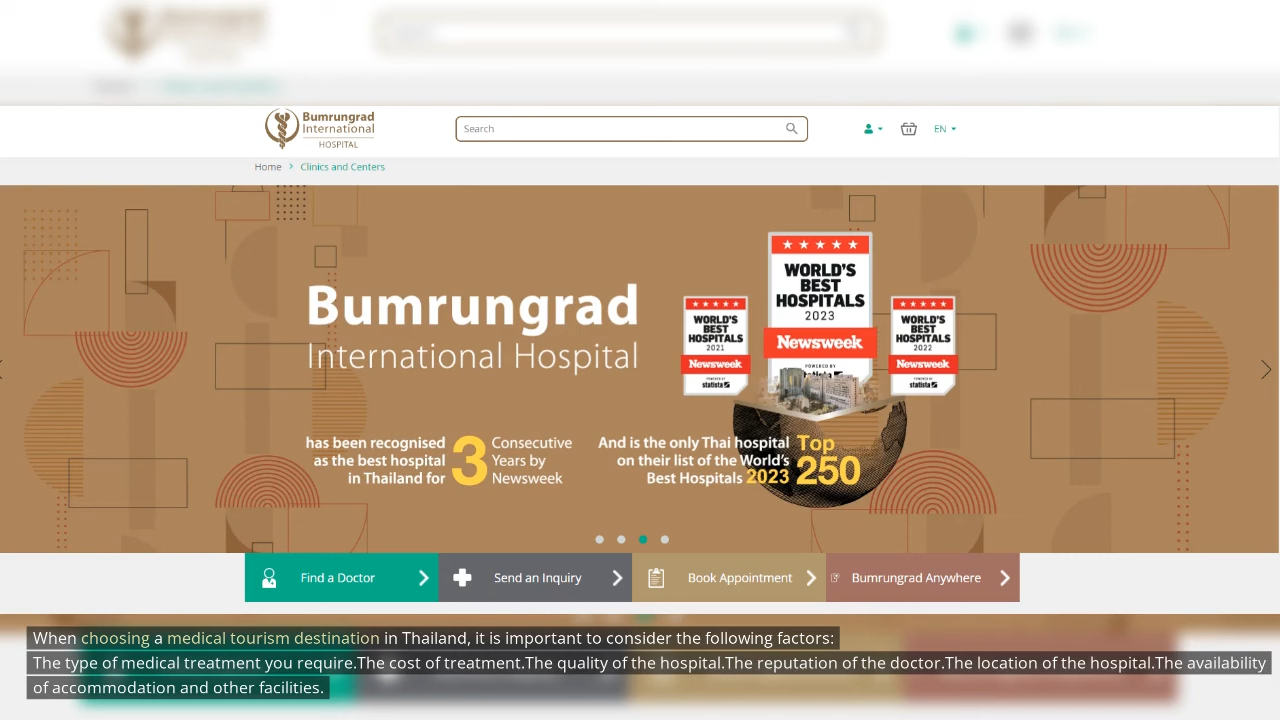 Bumrungrad
International
HOSPITAL
Search
EN
Home > Clinics and Centers
WORLD'S
BEST
HOSPITALS
2023
Newsweek
POWERED BY
statista
WORLD'S
BEST
HOSPITALS
2021
Newsweek
POWERED BY
statista
WORLD'S
BEST
HOSPITALS
2022
Newsweek
POWERED BY
statista
Bumrungrad
International Hospital
has been recognised
as the best hospital
in Thailand for
3
Consecutive
Years by
Newsweek
And is the only Thai hospital
on their list of the World's
Best Hospitals 2023
Top
250
Find a Doctor
Send an Inquiry
Book Appointment
Bumrungrad Anywhere
When choosing a medical tourism destination in Thailand, it is important to consider the following factors:
The type of medical treatment you require.The cost of treatment.The quality of the hospital.The reputation of the doctor.The location of the hospital.The availability
of accommodation and other facilities.